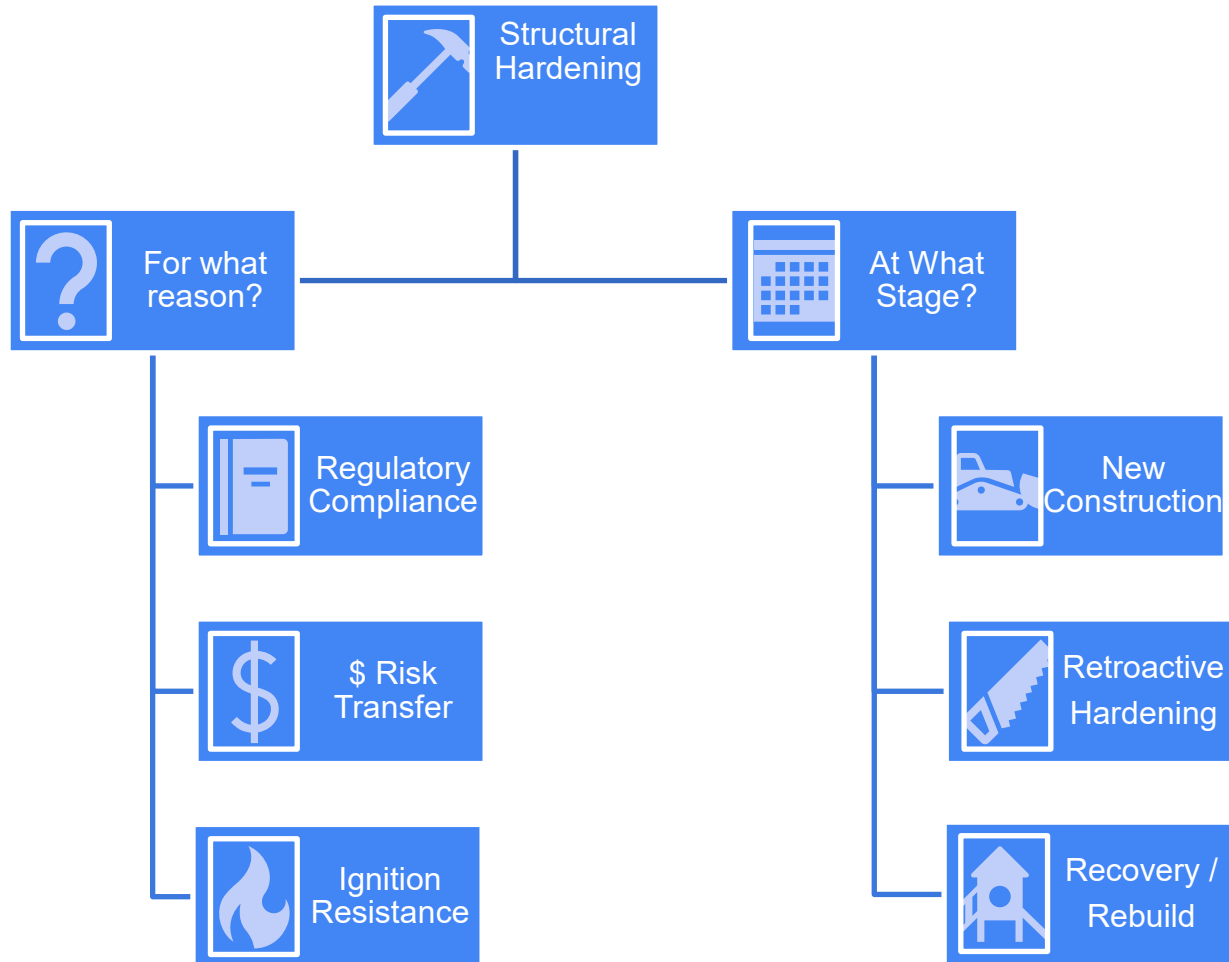 Structural
Hardening
For what
reason?
At What
Stage?
Regulatory
Compliance
$ Risk
Transfer
Ignition
Resistance
New
Construction
Retroactive
Hardening
Recovery /
Rebuild